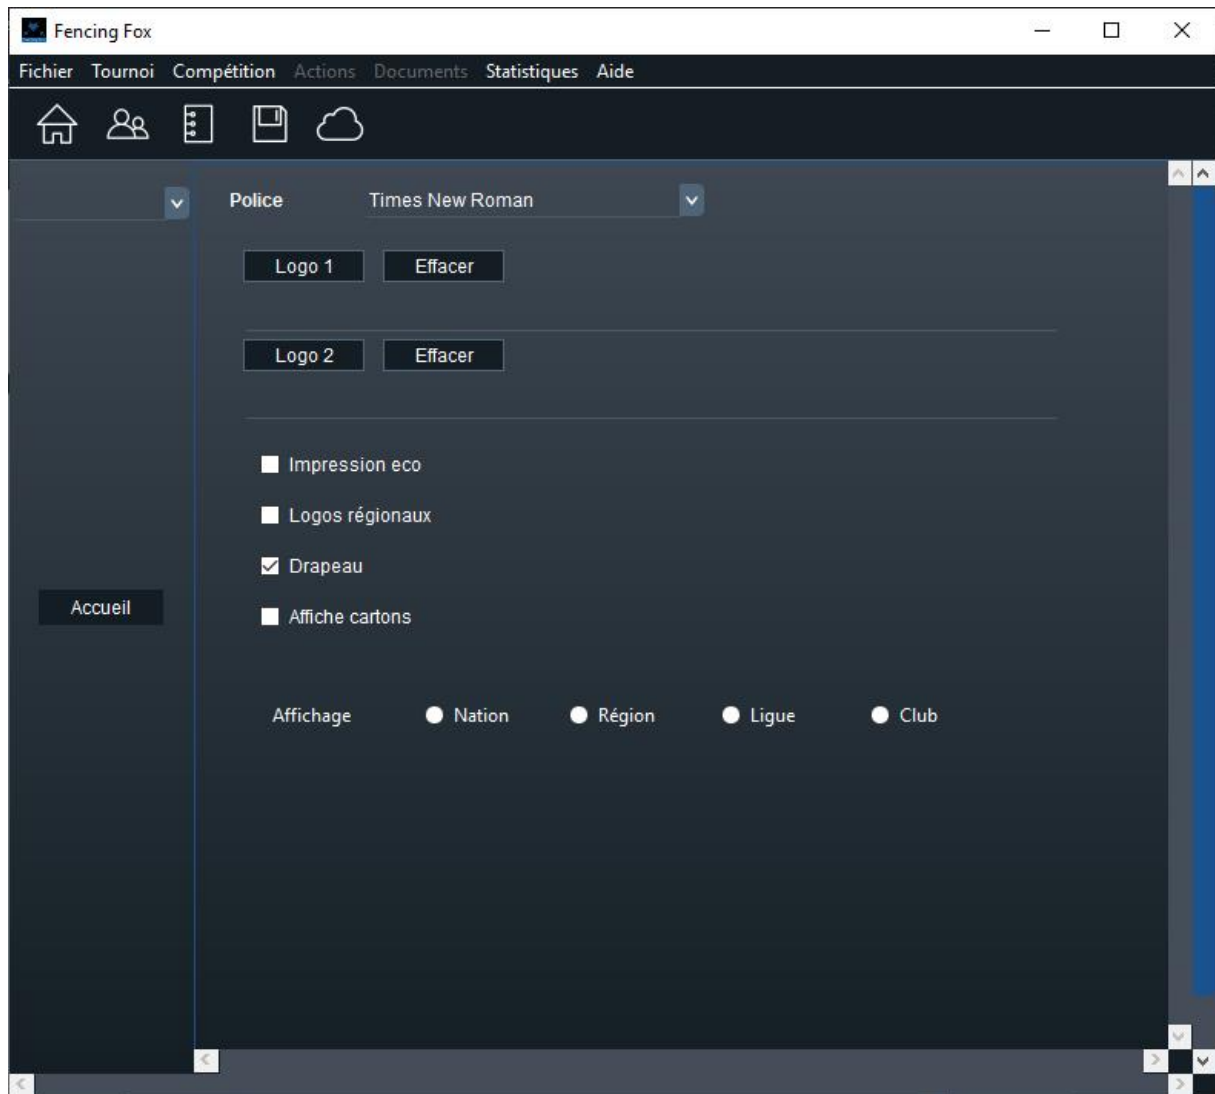 Fencing Fox
Fichier Tournoi Compétition Actions Documents Statistiques Aide
Police Times New Roman
Logo 1 Effacer
Logo 2 Effacer
Impression eco
Logos régionaux
Drapeau
Accueil
Affiche cartons
Affichage Nation Région Ligue Club